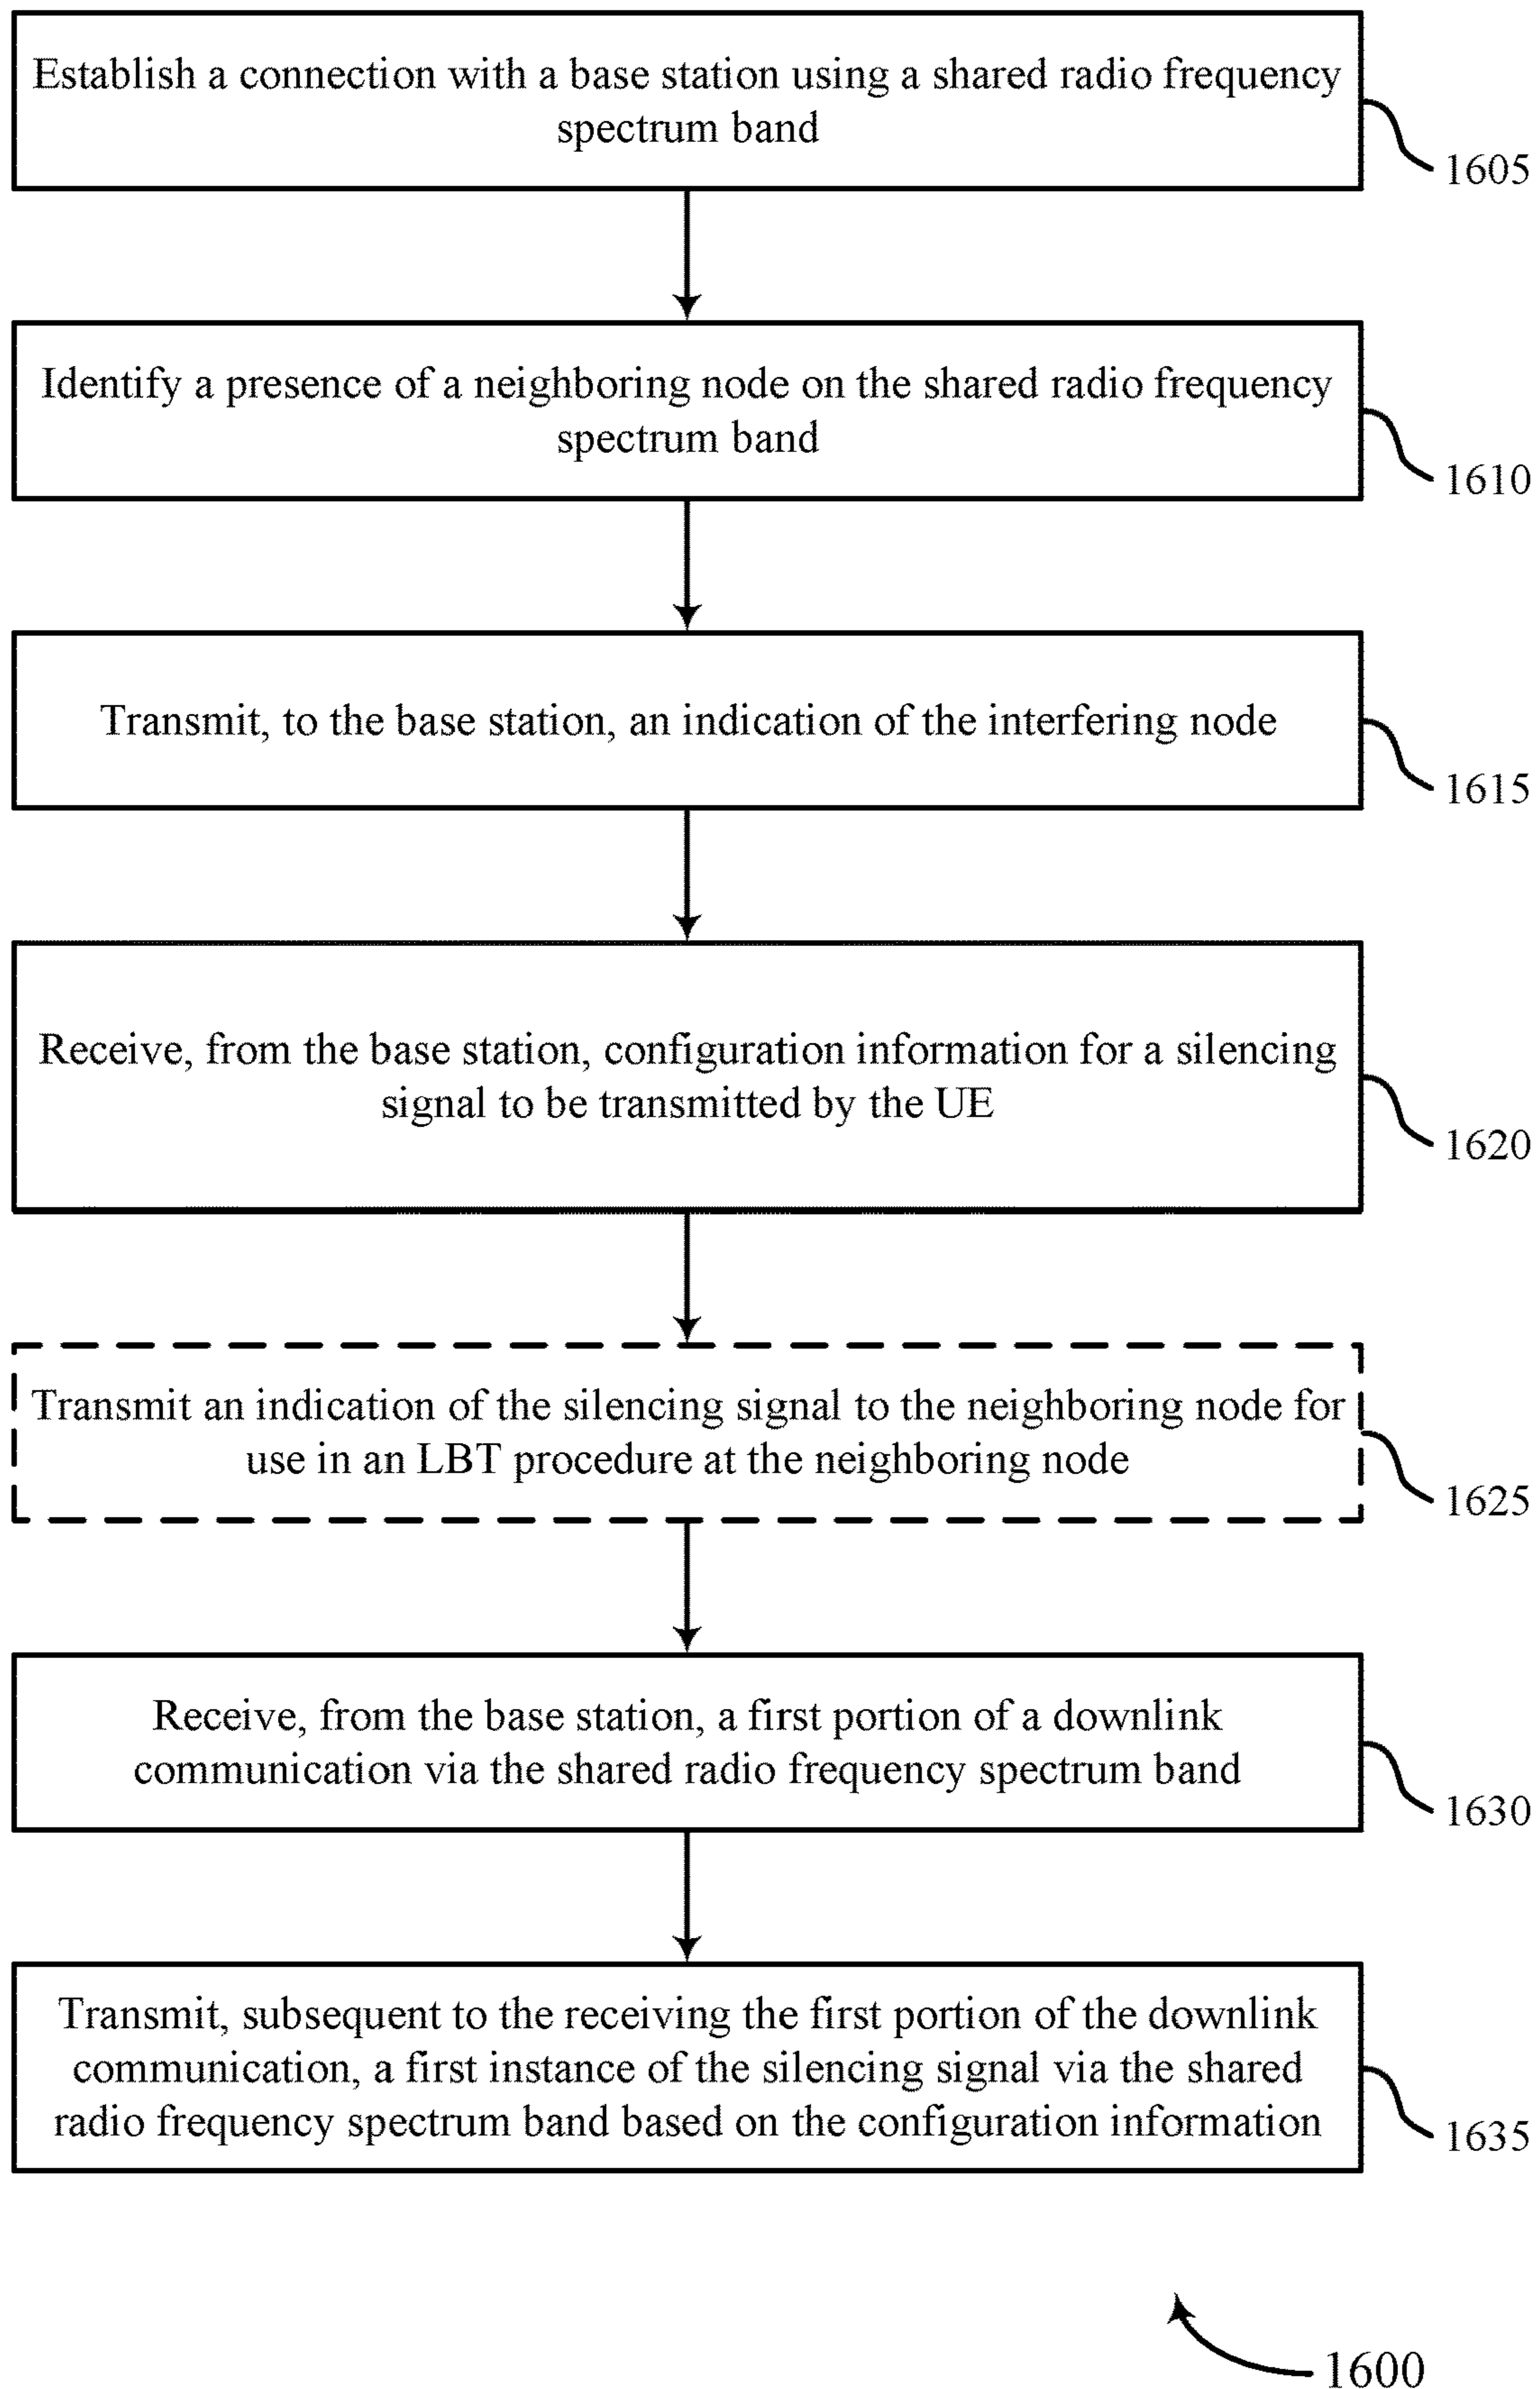 Establish a connection with a base station using a shared radio frequency
spectrum band
1605
Identify a presence of a neighboring node on the shared radio frequency
spectrum band
1610
Transmit, to the base station, an indication of the interfering node
1615
Receive, from the base station, configuration information for a silencing
signal to be transmitted by the UE
1620
Transmit an indication of the silencing signal to the neighboring node for
use in an LBT procedure at the neighboring node
1625
Receive, from the base station, a first portion of a downlink
communication via the shared radio frequency spectrum band
1630
Transmit, subsequent to the receiving the first portion of the downlink
communication, a first instance of the silencing signal via the shared
radio frequency spectrum band based on the configuration information
1635
1600